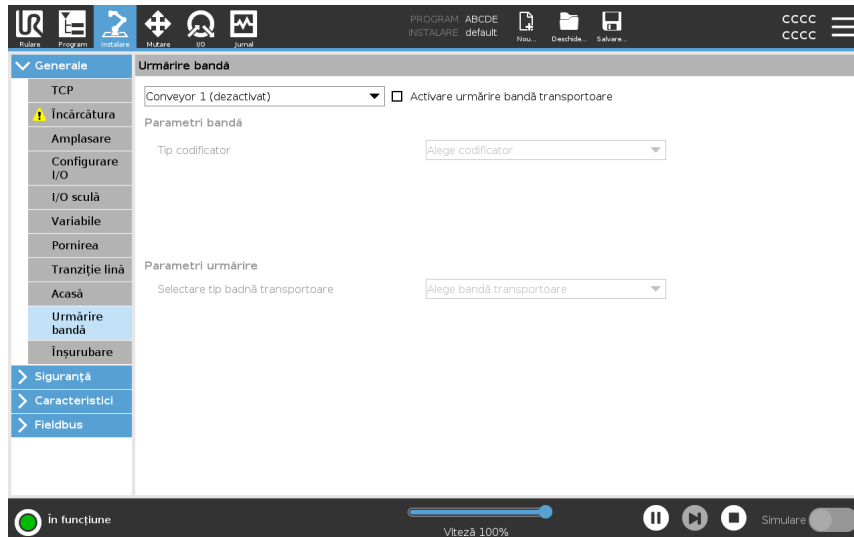 PROGRAM ABCDE
INSTALARE default
CCCC
CCCC
Rulare
Program
Instalare
Mutare
I/O
Jurnal
Nou...
Deschide...
Salvare...
Generale
Urmărire bandă
TCP
Încărcătura
Amplasare
Configurare
I/O
I/O sculă
Variabile
Pornirea
Tranziție lină
Acasă
Urmărire
bandă
Înșurubare
Siguranță
Caracteristici
Fieldbus
Conveyor 1 (dezactivat)
Activare urmărire bandă transportoare
Parametri bandă
Tip codificator
Alege codificator
Parametri urmărire
Selectare tip badnă transportoare
Alege bandă transportoare
În funcțiune
Viteză 100%
Simulare